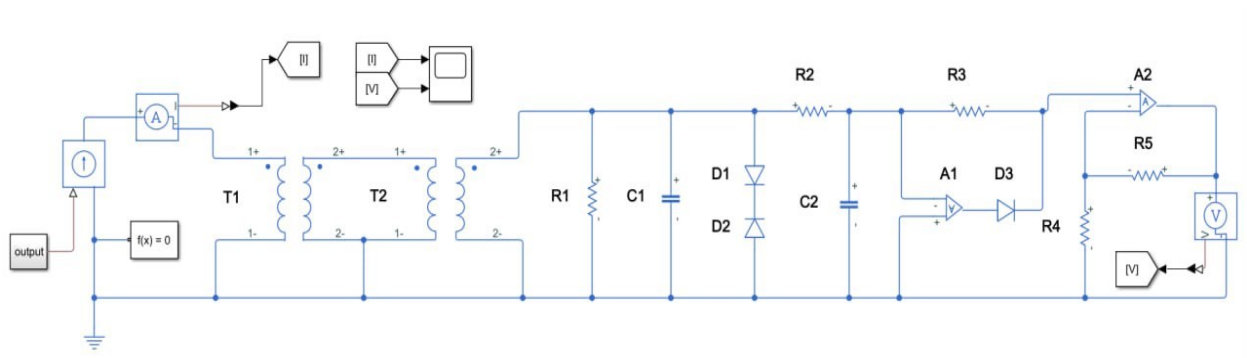 [I]
[I]
[V]
A
output
f(x) = 0
1+
2+
1+
2+
T1
T2
1-
2-
1-
2-
R1
C1
D1
D2
R2
C2
R3
A1
D3
A2
A
R5
R4
V
[V]